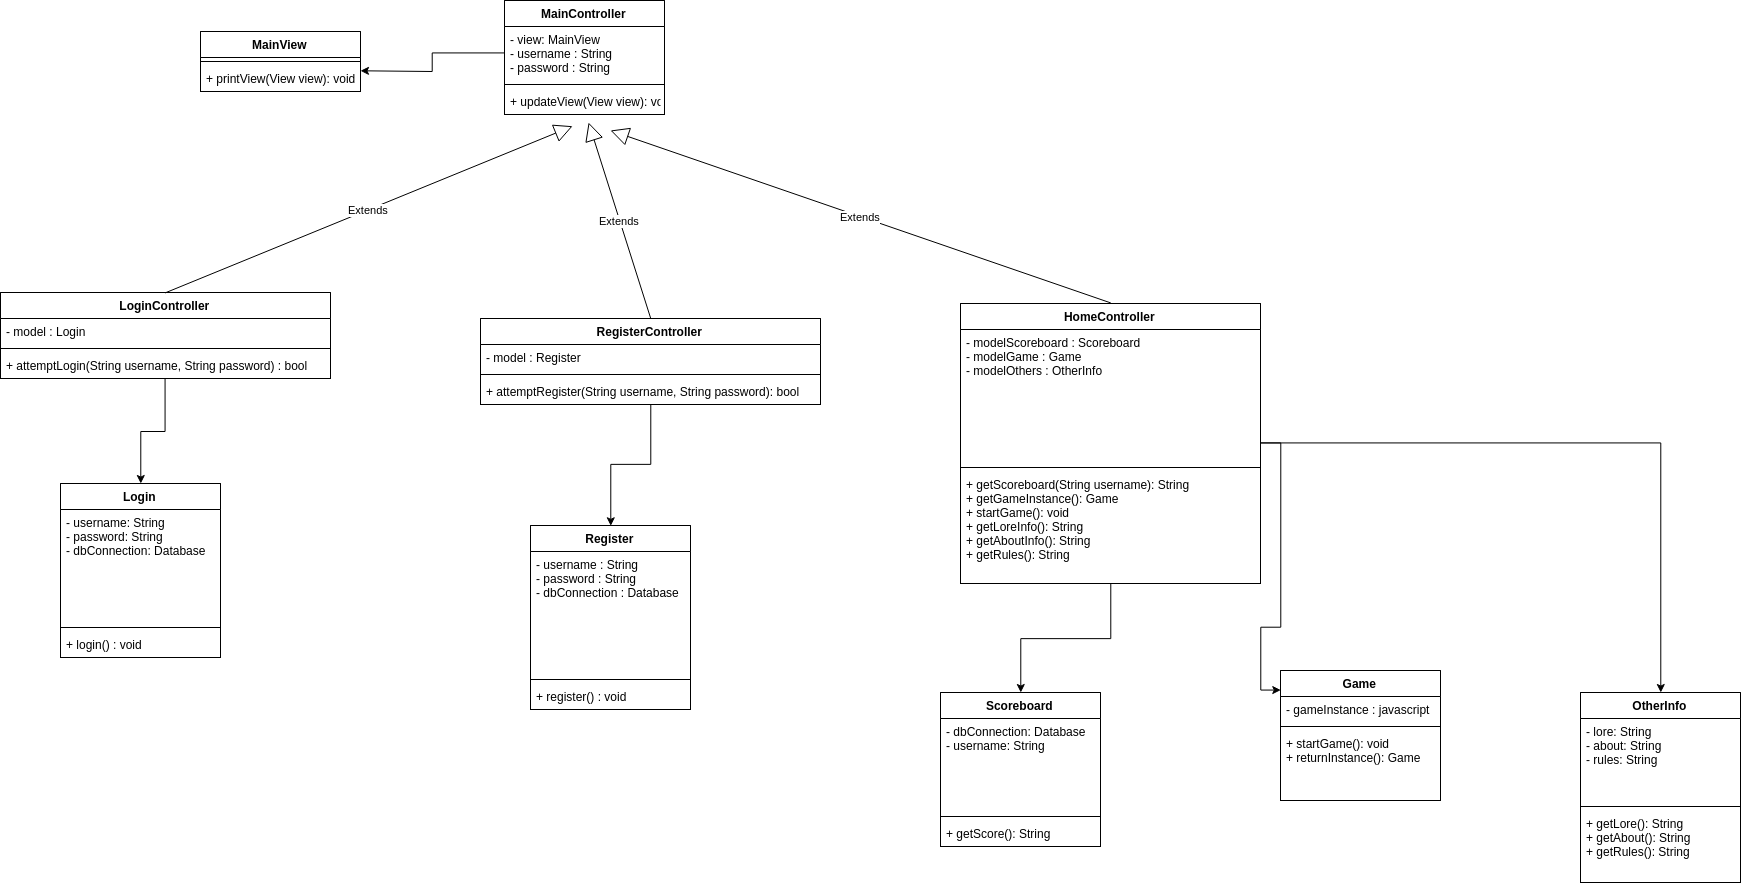 MainController
- view: MainView
- username : String
- password : String
+ updateView(View view): vo
MainView
+ printView(View view): void
Extends
Extends
Extends
LoginController
- model : Login
+ attemptLogin(String username, String password) : bool
RegisterController
- model : Register
+ attemptRegister(String username, String password): bool
HomeController
- modelScoreboard : Scoreboard
- modelGame : Game
- modelOthers : OtherInfo
+ getScoreboard(String username): String
+ getGameInstance(): Game
+ startGame(): void
+ getLoreInfo(): String
+ getAboutInfo(): String
+ getRules(): String
Login
- username: String
- password: String
- dbConnection: Database
+ login() : void
Register
- username : String
- password : String
- dbConnection : Database
+ register() : void
Scoreboard
- dbConnection: Database
- username: String
+ getScore(): String
Game
- gameInstance : javascript
+ startGame(): void
+ returnInstance(): Game
OtherInfo
- lore: String
- about: String
- rules: String
+ getLore(): String
+ getAbout(): String
+ getRules(): String